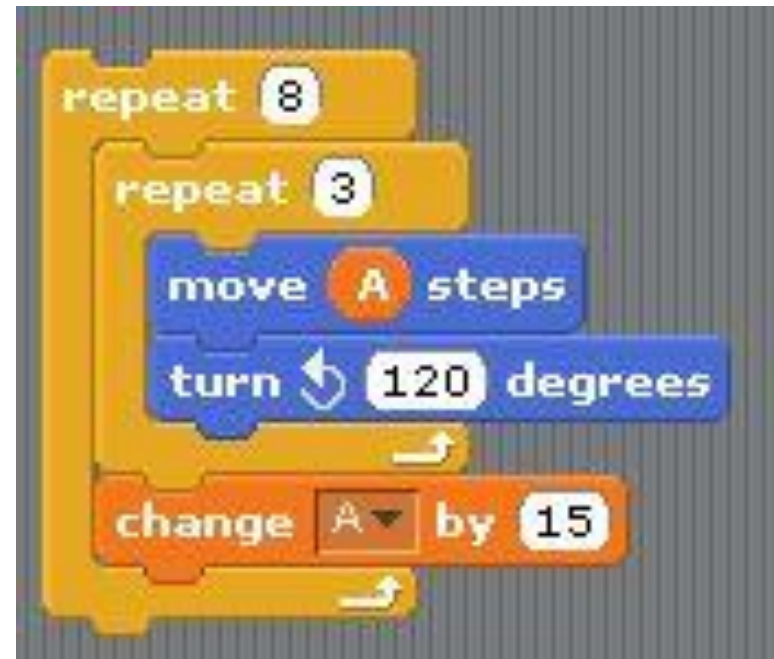 repeat 8
repeat 3
move A steps
turn 120 degrees
change A by 15